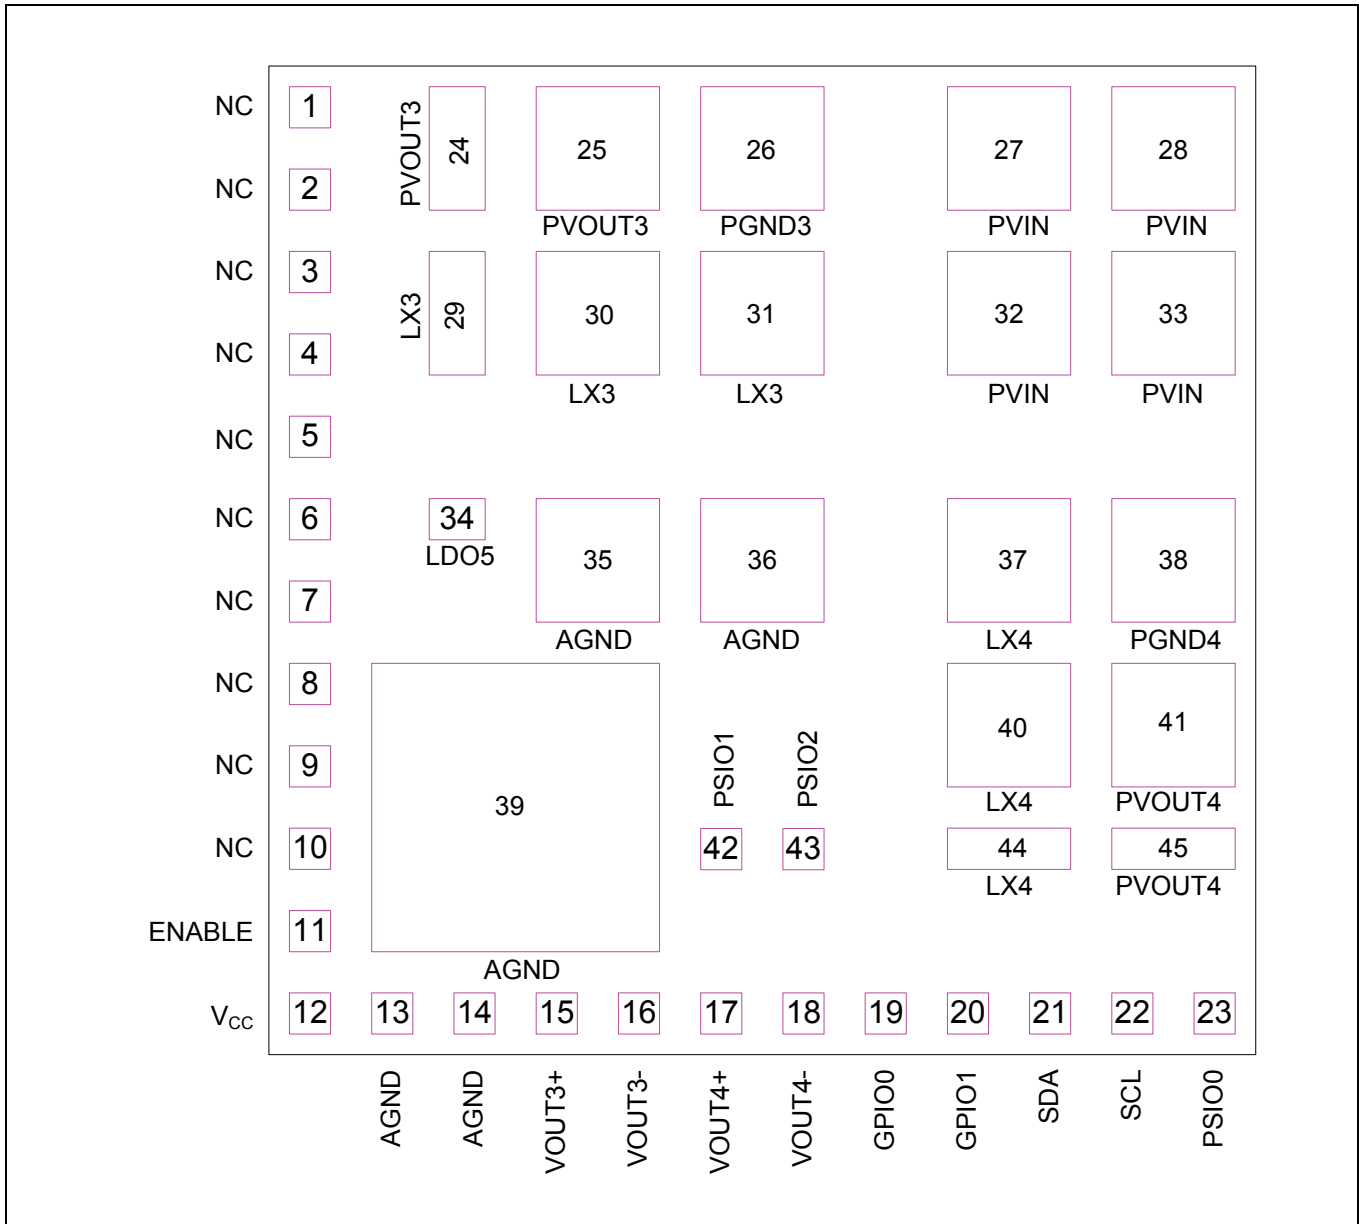 NC 1
PVOUT3 24
25
26
27
28
NC 2
PVOUT3
PGND3
PVIN
PVIN
NC 3
LX3 29
30
31
32
33
NC 4
LX3
LX3
PVIN
PVIN
NC 5
NC 6
34
LDO5
35
36
37
38
NC 7
AGND
AGND
LX4
PGND4
NC 8
40
41
NC 9
39
PSIO1
PSIO2
LX4
PVOUT4
NC 10
42
43
44
45
LX4
PVOUT4
ENABLE 11
AGND
VCC 12 13 14 15 16 17 18 19 20 21 22 23
AGND
AGND
VOUT3+
VOUT3-
VOUT4+
VOUT4-
GPIO0
GPIO1
SDA
SCL
PSIO0